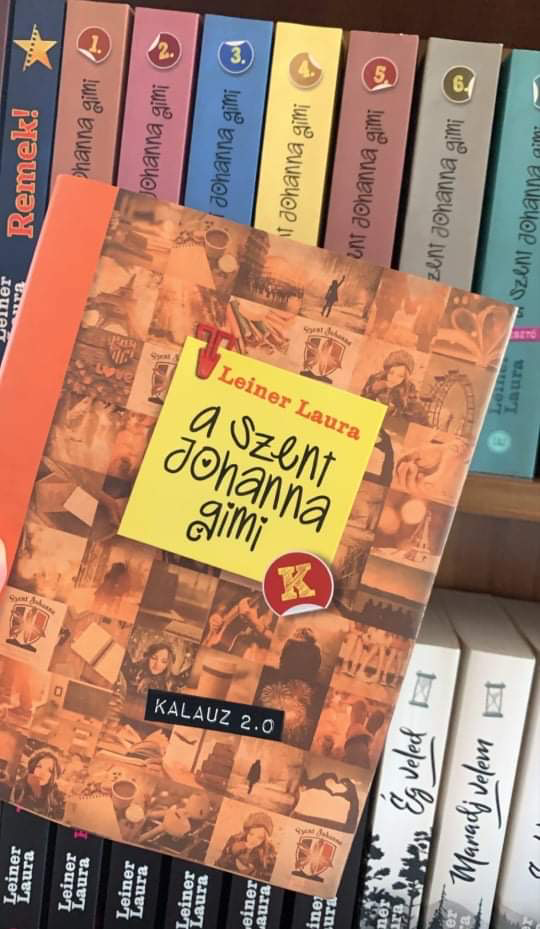 Remek!
Leiner
Laura
1.
Johanna gimi
2.
Johanna gimi
3.
Johanna gimi
4.
Johanna gimi
5.
Szent Johanna gimi
6.
Szent Johanna gimi
a Szent Johanna gimi
Leiner
Laura
Leiner Laura
a Szent
Johanna
gimi
K
KALAUZ 2.0
Szent Johanna
Szent Johanna
Szent Johanna
LOVE
Leiner
Laura
Leiner
Laura
Leiner
Laura
Leiner
Laura
Leiner
Laura
Ég veled
Maradj velem